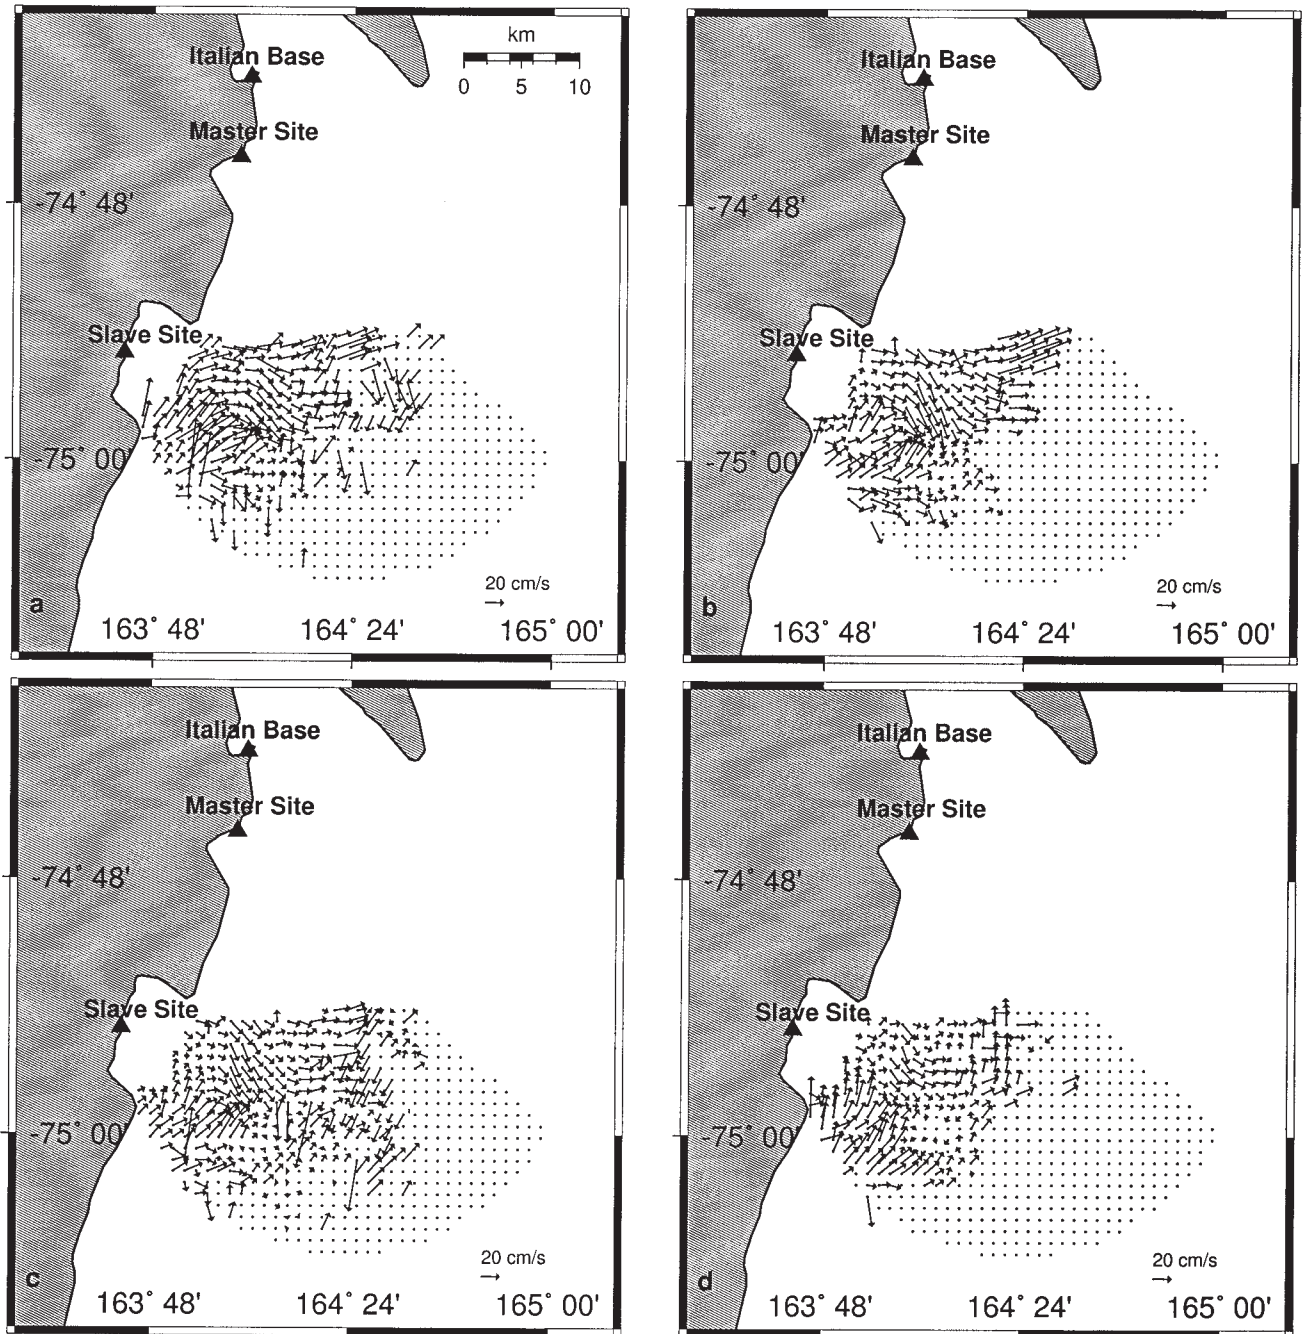 Italian Base
km
0 5 10
Master Site
-74° 48'
Slave Site
-75° 00'
20 cm/s
a
163° 48' 164° 24' 165° 00'
Italian Base
Master Site
-74° 48'
Slave Site
-75° 00'
20 cm/s
b
163° 48' 164° 24' 165° 00'
Italian Base
Master Site
-74° 48'
Slave Site
-75° 00'
20 cm/s
c
163° 48' 164° 24' 165° 00'
Italian Base
Master Site
-74° 48'
Slave Site
-75° 00'
20 cm/s
d
163° 48' 164° 24' 165° 00'